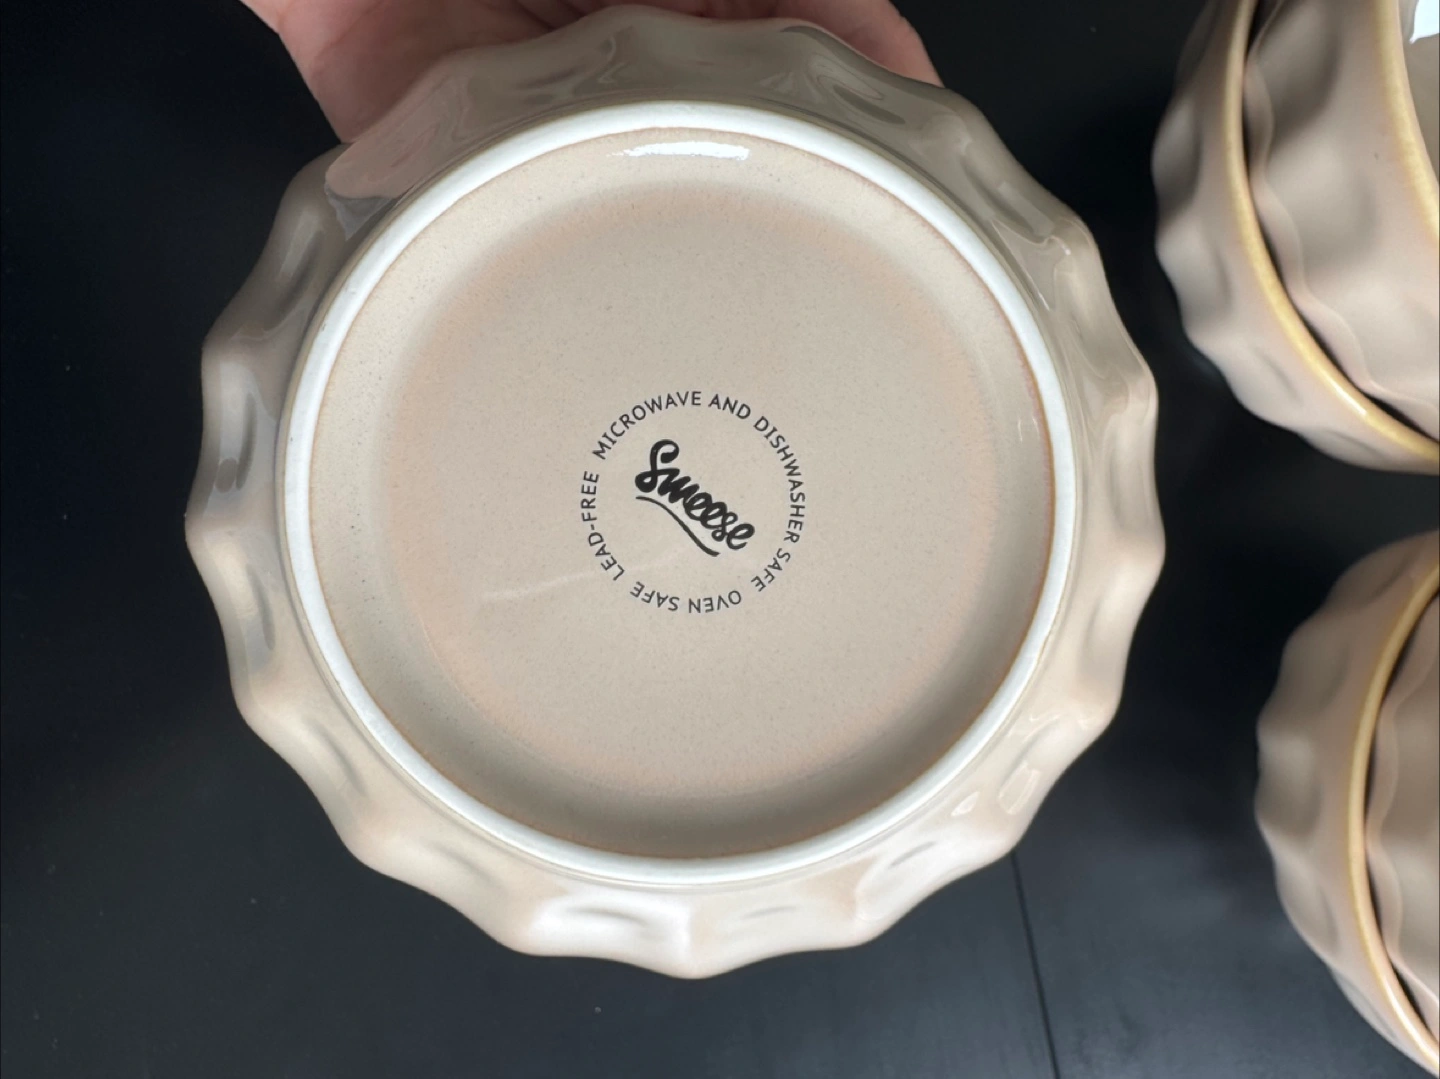 MICROWAVE AND DISHWASHER SAFE
OVEN SAFE
LEAD-FREE
Sweese